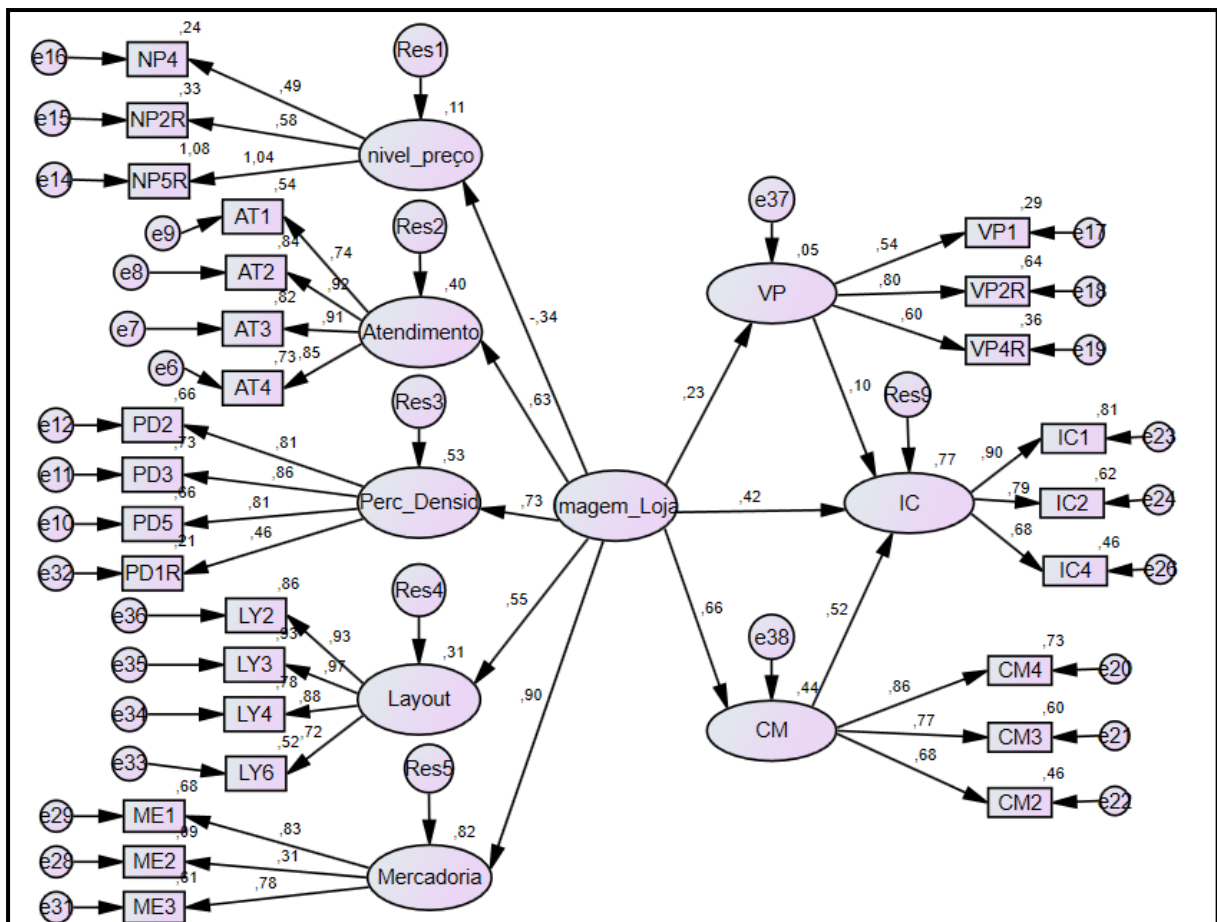 ,24
e16
NP4
Res1
,49
,33
,11
e15
NP2R
,58
nivel_preço
1,08
1,04
e14
NP5R
,54
AT1
Res2
e9
,84
,74
e8
AT2
,92
,40
,82
Atendimento
e7
AT3
,91
,73
,85
e6
AT4
-,34
,63
,66
Res3
e12
PD2
,81
,73
,53
e11
PD3
,86
Perc_Densid
,66
,81
,73
e10
PD5
,46
,21
e32
PD1R
magem_Loja
,86
Res4
e36
LY2
,93
,93
,55
e35
LY3
,97
,31
,78
,88
Layout
e34
LY4
,72
,52
e33
LY6
,90
,68
Res5
e29
ME1
,83
,82
,09
e28
ME2
,31
Mercadoria
,61
,78
e31
ME3
e37
,29
,05
,54
VP1
e17
VP
,64
,80
VP2R
e18
,60
,36
VP4R
e19
,23
,10
Res9
,81
,90
IC1
e23
,77
,62
IC
,79
IC2
e24
,42
,68
,46
IC4
e26
,66
,52
e38
,73
,44
,86
CM4
e20
CM
,60
,77
CM3
e21
,68
,46
CM2
e22